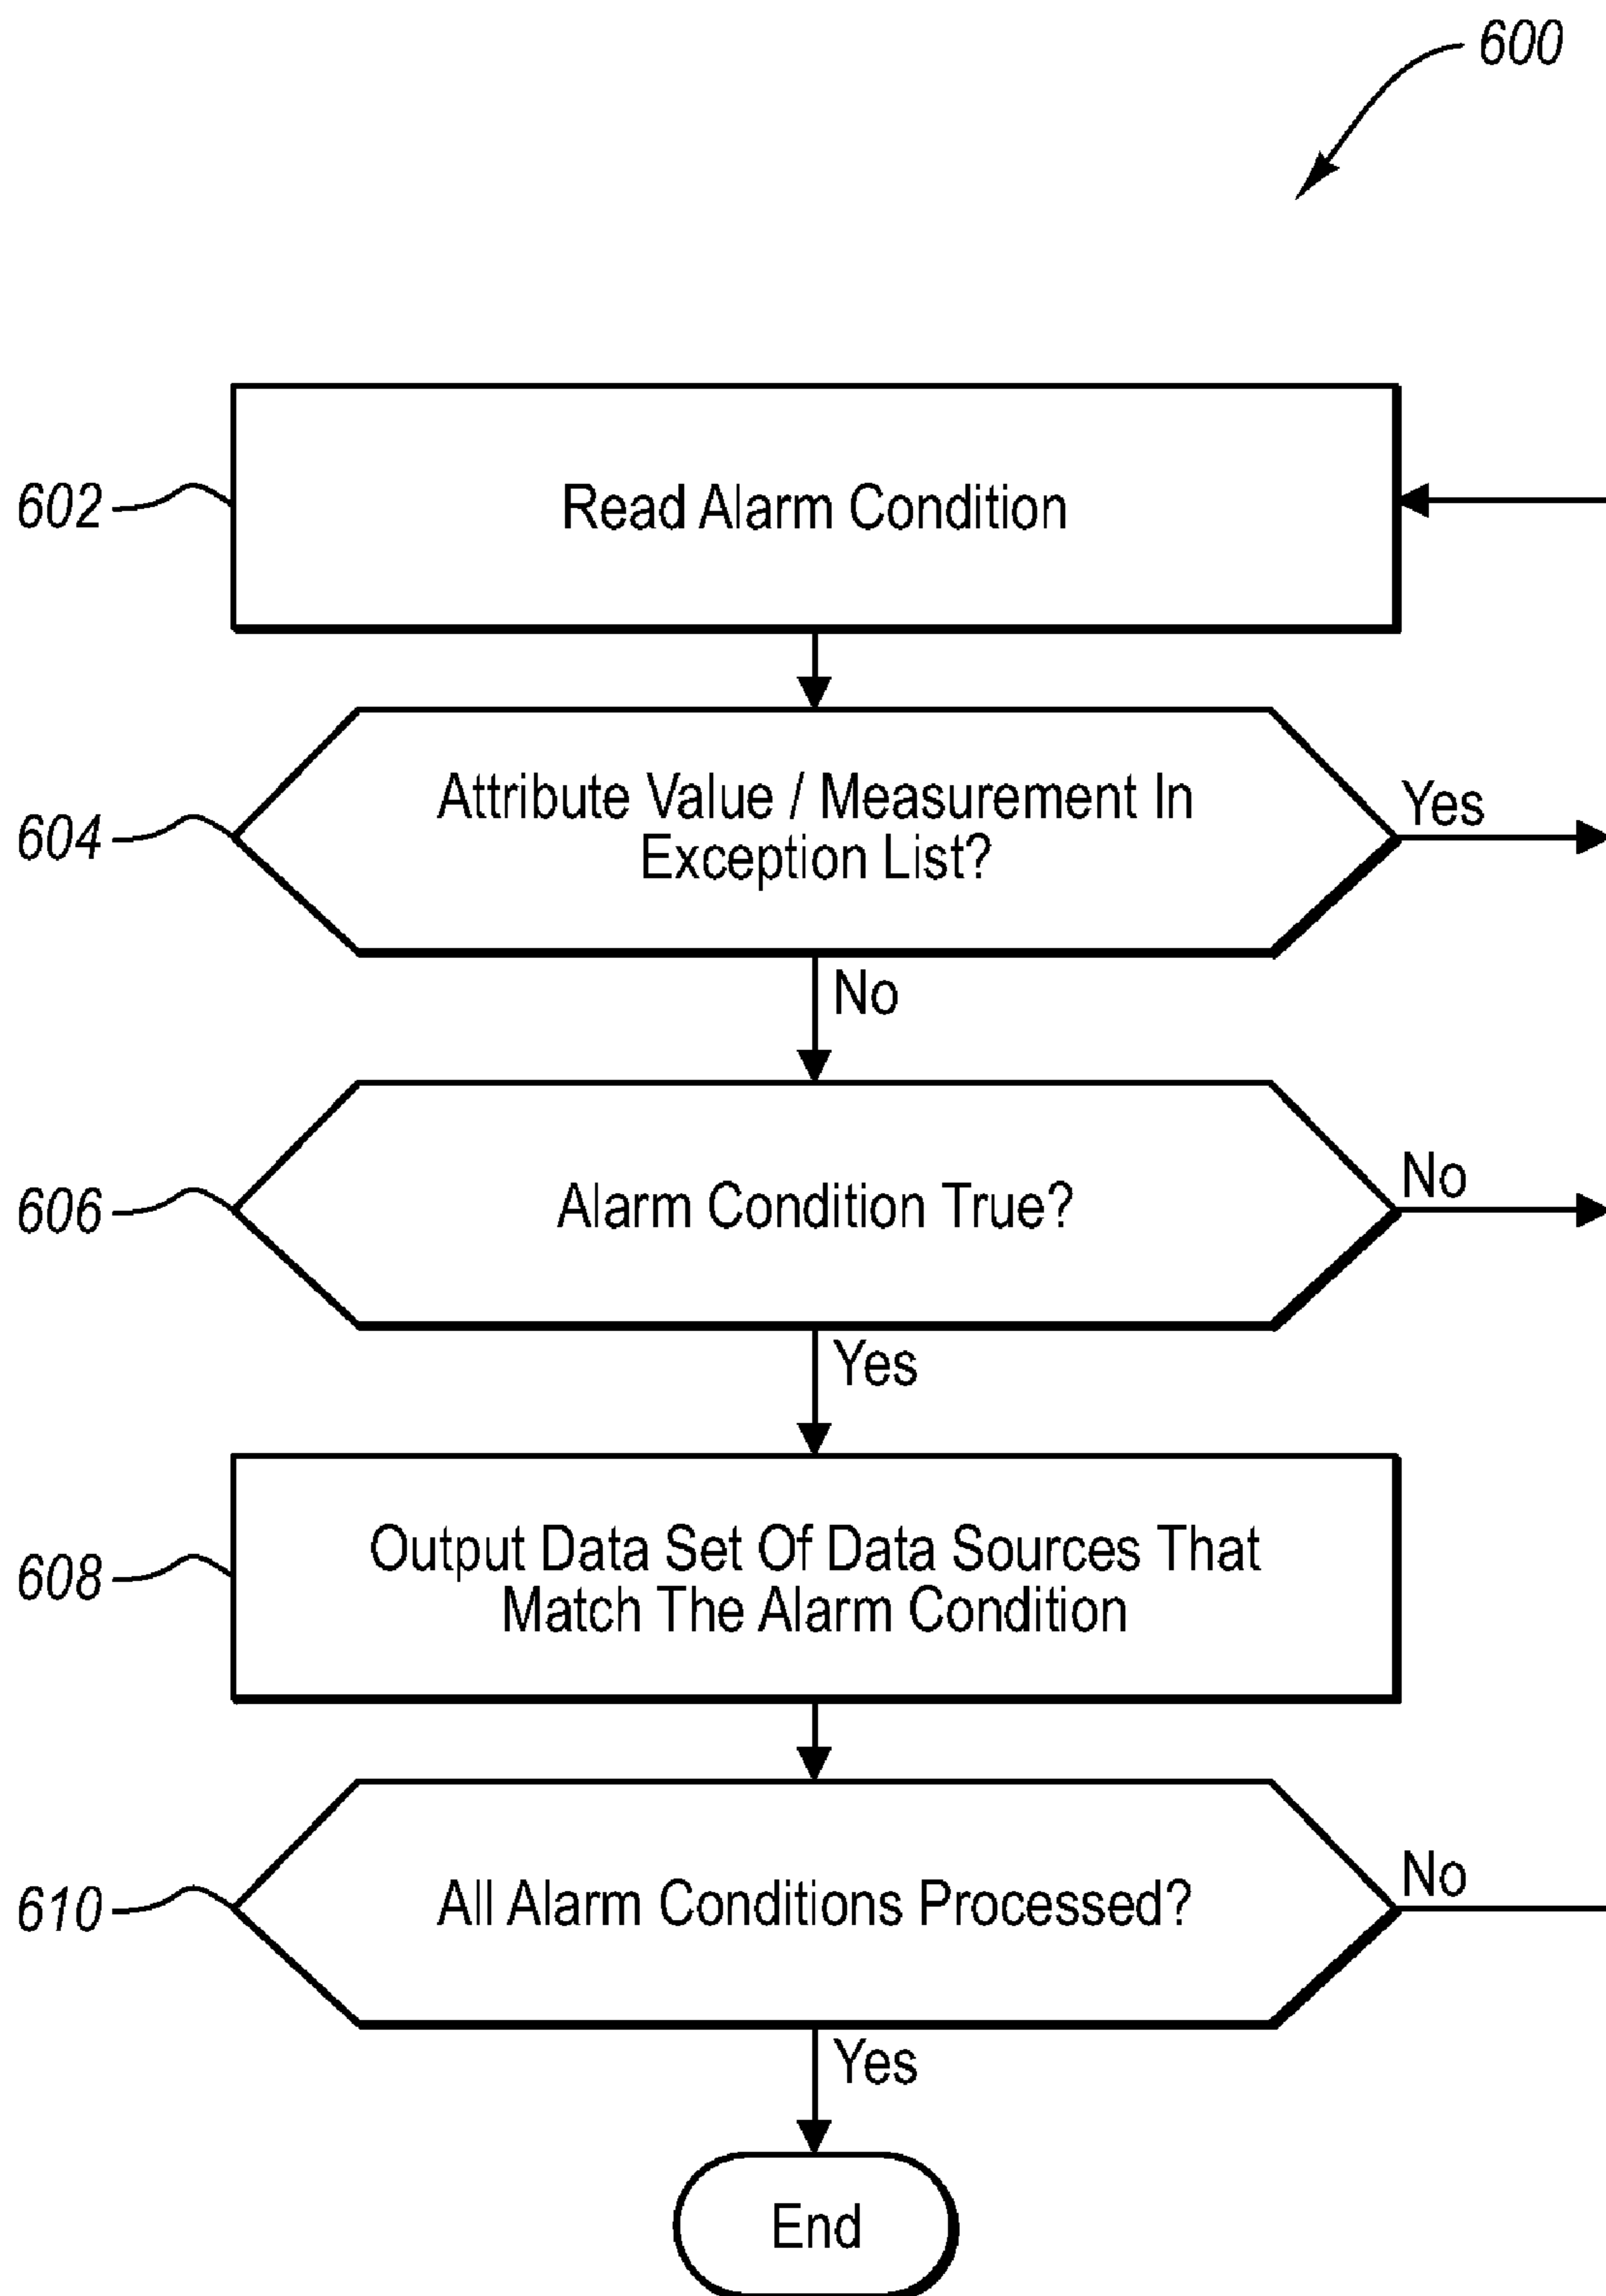 600
602
Read Alarm Condition
604
Attribute Value / Measurement In
Exception List?
Yes
No
606
Alarm Condition True?
No
Yes
608
Output Data Set Of Data Sources That
Match The Alarm Condition
610
All Alarm Conditions Processed?
No
Yes
End